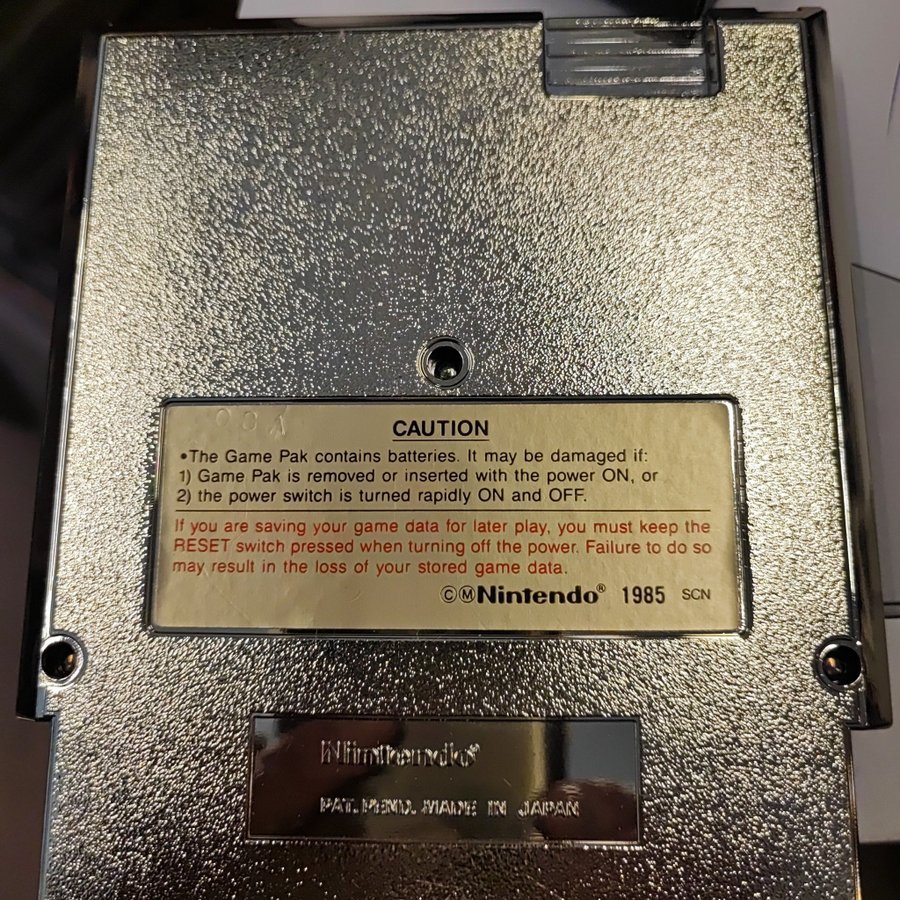 CAUTION
•The Game Pak contains batteries. It may be damaged if:
1) Game Pak is removed or inserted with the power ON, or
2) the power switch is turned rapidly ON and OFF.
If you are saving your game data for later play, you must keep the
RESET switch pressed when turning off the power. Failure to do so
may result in the loss of your stored game data.
©Ⓜ Nintendo® 1985 SCN
Nintendo®
PAT. PEND. MADE IN JAPAN